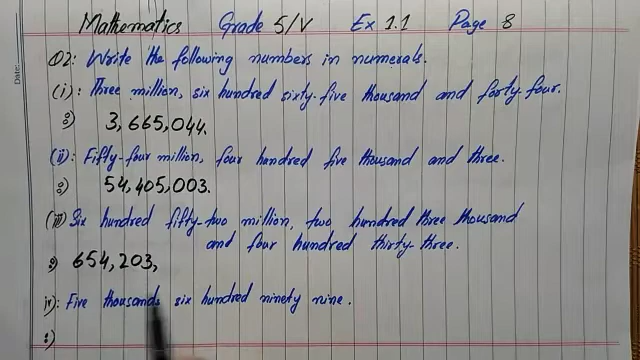 Mathematics Grade 5/V Ex 1.1 Page 8
Date:
Q2: Write the following numbers in numerals.
(i): Three million, six hundred sixty-five thousand and forty-four.
: 3,665,044.
(ii): Fifty-four million, four hundred five thousand and three.
: 54,405,003.
(iii) Six hundred fifty-two million, two hundred three thousand
and four hundred thirty-three.
: 654,203,
iv): Five thousands six hundred ninety nine.
:)